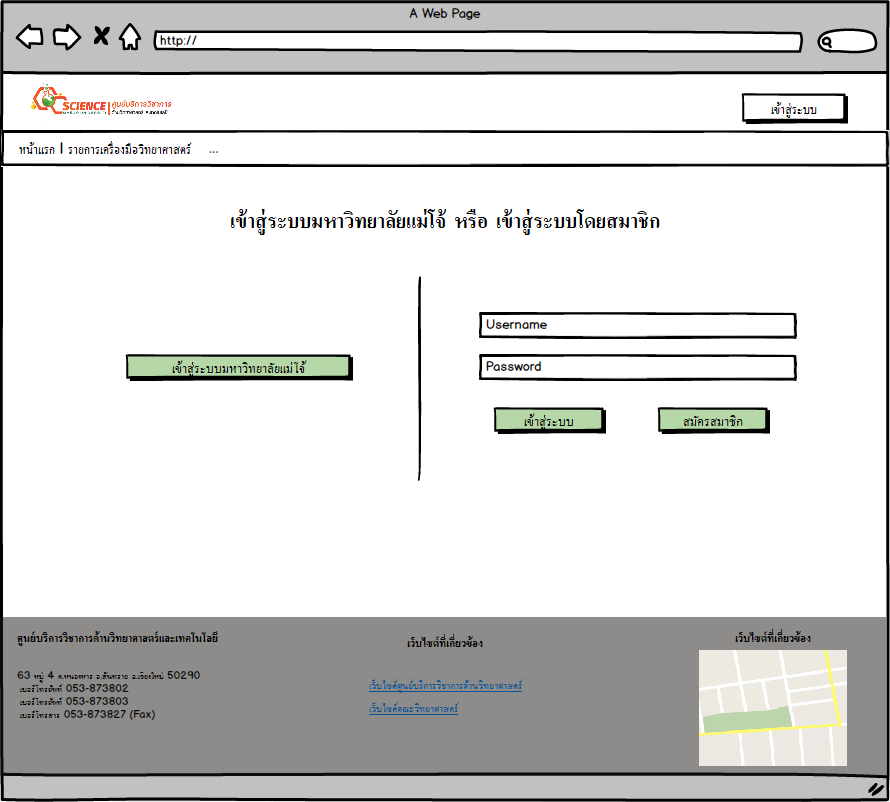 A Web Page
http://
SCIENCE ศูนย์บริการวิชาการ
เข้าสู่ระบบ
หน้าแรก | รายการเครื่องมือวิทยาศาสตร์ ...
เข้าสู่ระบบมหาวิทยาลัยแม่โจ้ หรือ เข้าสู่ระบบโดยสมาชิก
Username
เข้าสู่ระบบมหาวิทยาลัยแม่โจ้
Password
เข้าสู่ระบบ
สมัครสมาชิก
ศูนย์บริการวิชาการด้านวิทยาศาสตร์และเทคโนโลยี
63 หมู่ 4 ต.หนองหาร อ.สันทราย จ.เชียงใหม่ 50290
เบอร์โทรศัพท์ 053-873802
เบอร์โทรศัพท์ 053-873803
เบอร์โทรสาร 053-873827 (Fax)
เว็บไซต์ที่เกี่ยวข้อง
เว็บไซต์ศูนย์บริการวิชาการด้านวิทยาศาสตร์
เว็บไซต์คณะวิทยาศาสตร์
เว็บไซต์ที่เกี่ยวข้อง